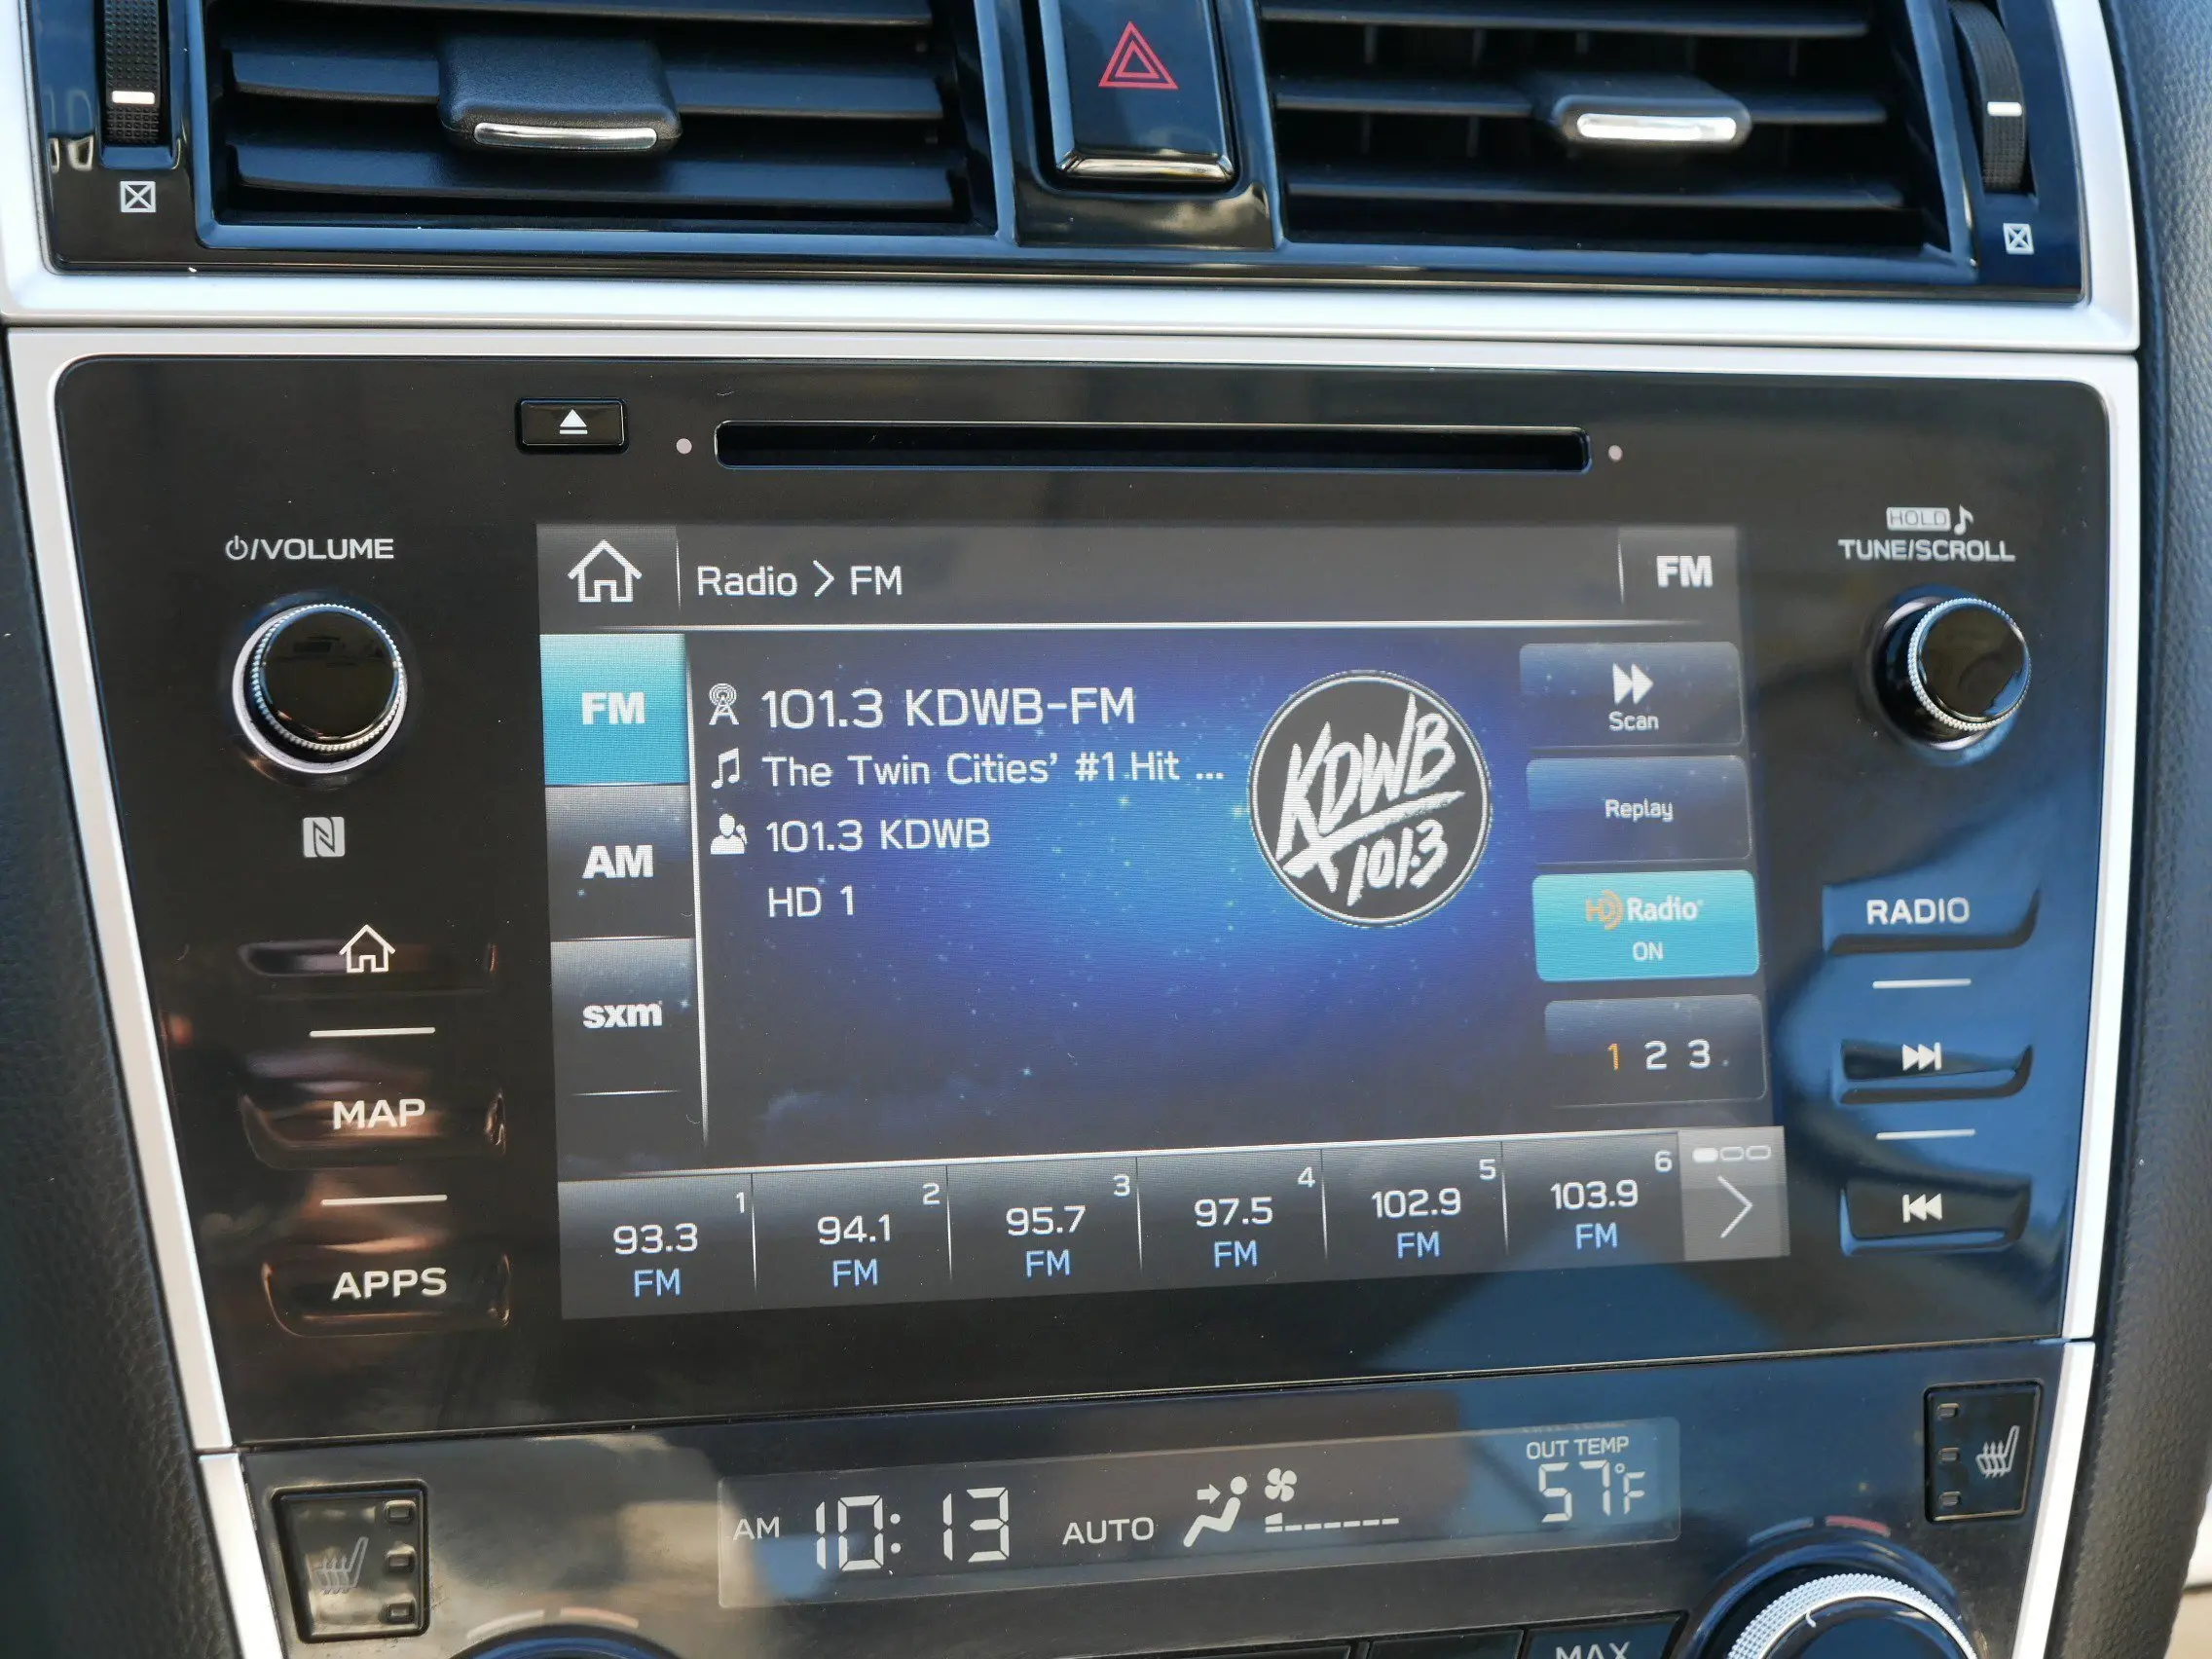 ⏻/VOLUME
HOLD ♪
TUNE/SCROLL
Radio > FM
FM
FM
AM
sxm
101.3 KDWB-FM
The Twin Cities' #1 Hit ...
101.3 KDWB
HD 1
KDWB
101.3
Scan
Replay
HD Radio
ON
1 2 3
MAP
APPS
RADIO
1 2 3 4 5 6
93.3 94.1 95.7 97.5 102.9 103.9
FM FM FM FM FM FM
OUT TEMP
AM 10:13 AUTO 57°F
MAX